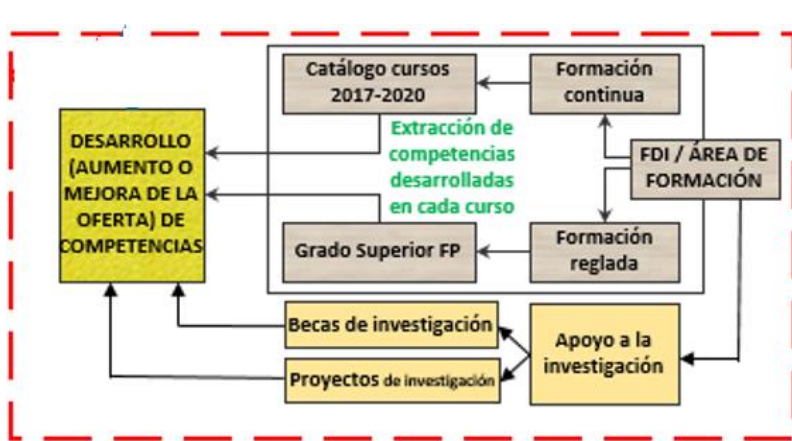 Catálogo cursos
2017-2020
Formación
continua
DESARROLLO
(AUMENTO O
MEJORA DE LA
OFERTA) DE
COMPETENCIAS
Extracción de
competencias
desarrolladas
en cada curso
FDI / ÁREA DE
FORMACIÓN
Grado Superior FP
Formación
reglada
Becas de investigación
Proyectos de investigación
Apoyo a la
investigación